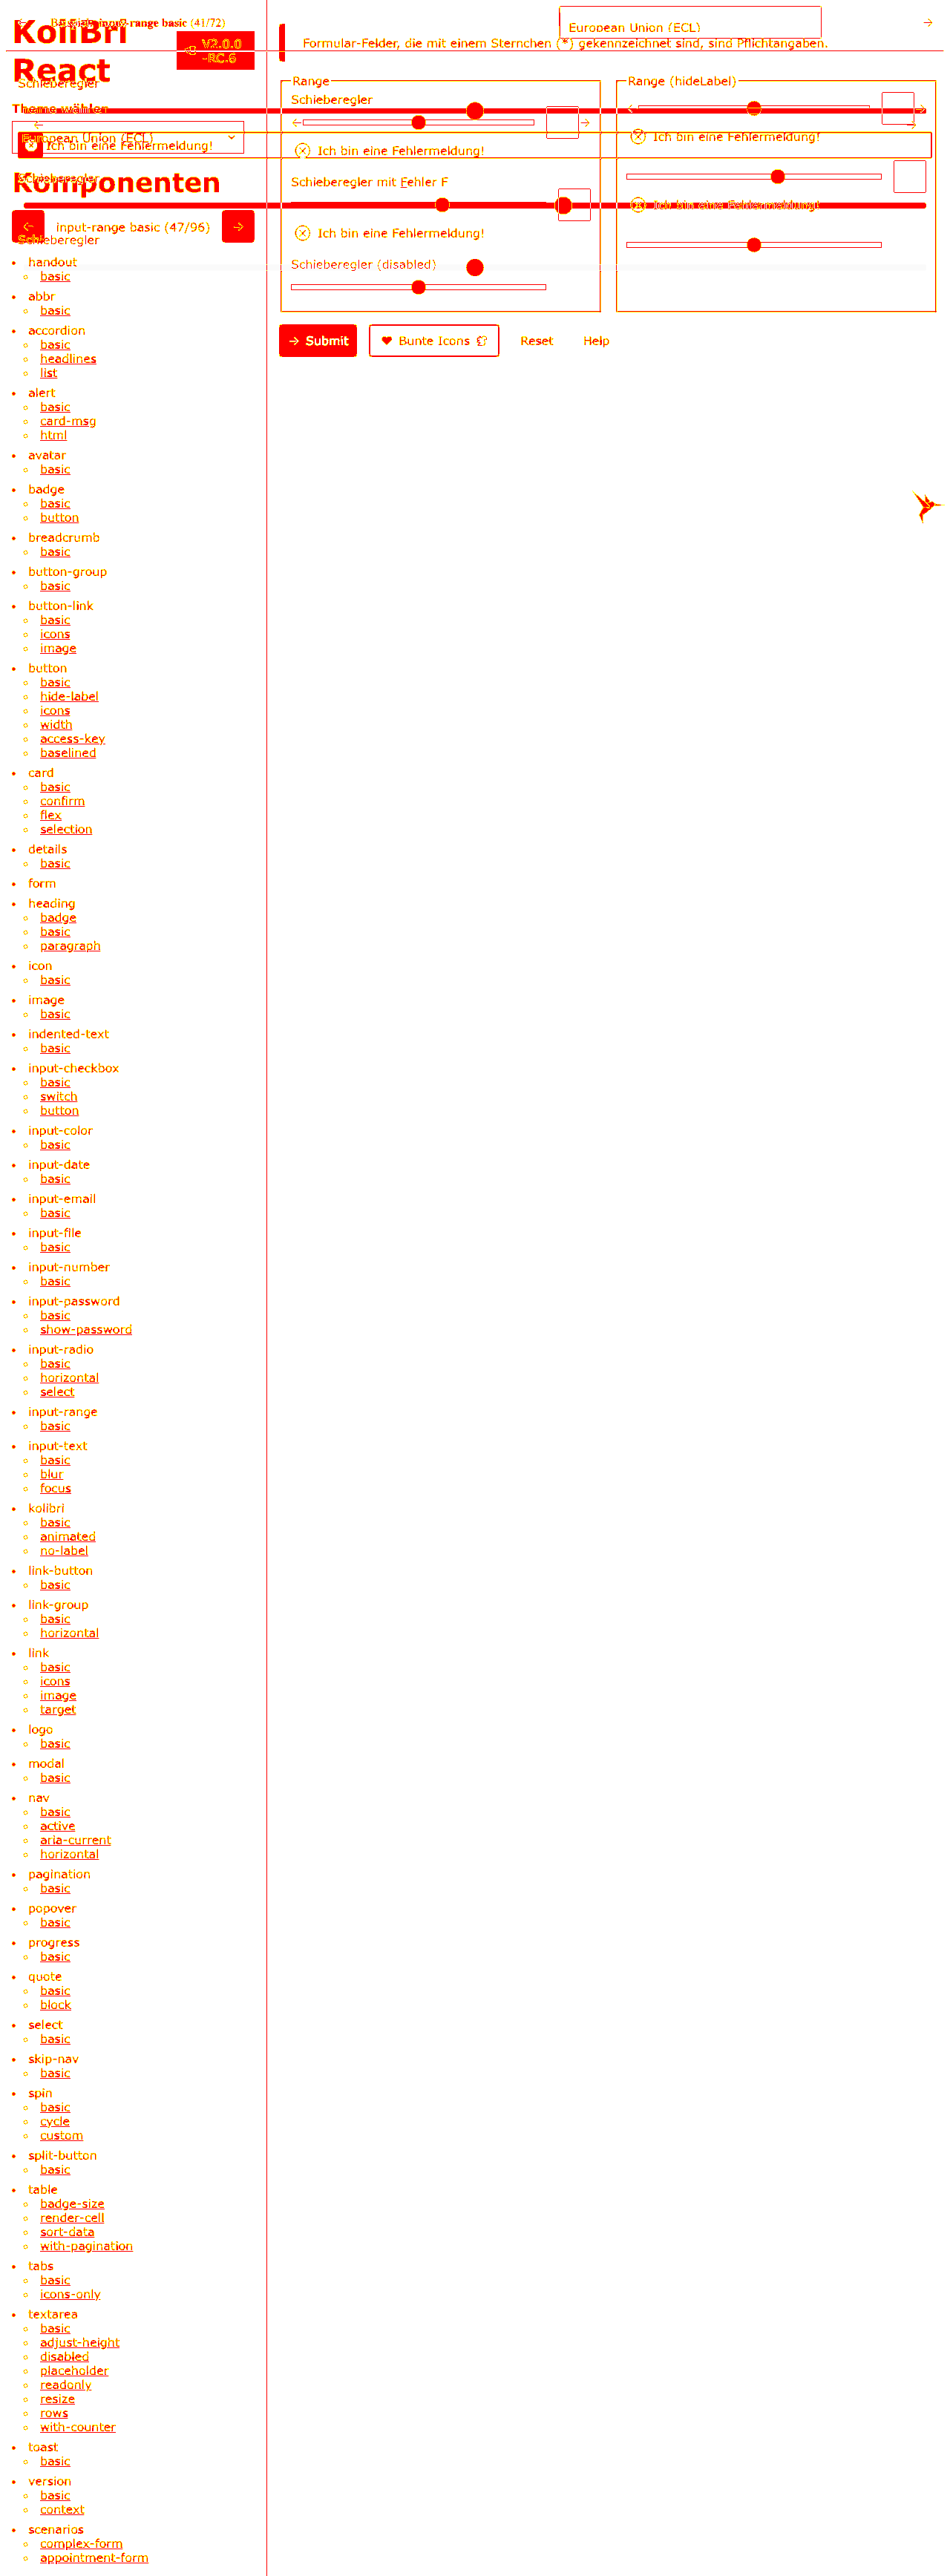 KoliBri
React
V2.0.0
-RC.6
Beispiel: input-range basic (41/72)
Schieberegler
Theme wählen
European Union (ECL)
Ich bin eine Fehlermeldung!
Komponenten
Schieberegler
input-range basic (47/96)
Schieberegler
handout
basic
abbr
basic
accordion
basic
headlines
list
alert
basic
card-msg
html
avatar
basic
badge
basic
button
breadcrumb
basic
button-group
basic
button-link
basic
icons
image
button
basic
hide-label
icons
width
access-key
baselined
card
basic
confirm
flex
selection
details
basic
form
heading
badge
basic
paragraph
icon
basic
image
basic
indented-text
basic
input-checkbox
basic
switch
button
input-color
basic
input-date
basic
input-email
basic
input-file
basic
input-number
basic
input-password
basic
show-password
input-radio
basic
horizontal
select
input-range
basic
input-text
basic
blur
focus
kolibri
basic
animated
no-label
link-button
basic
link-group
basic
horizontal
link
basic
icons
image
target
logo
basic
modal
basic
nav
basic
active
aria-current
horizontal
pagination
basic
popover
basic
progress
basic
quote
basic
block
select
basic
skip-nav
basic
spin
basic
cycle
custom
split-button
basic
table
badge-size
render-cell
sort-data
with-pagination
tabs
basic
icons-only
textarea
basic
adjust-height
disabled
placeholder
readonly
resize
rows
with-counter
toast
basic
version
basic
context
scenarios
complex-form
appointment-form
European Union (ECL)
Formular-Felder, die mit einem Sternchen (*) gekennzeichnet sind, sind Pflichtangaben.
Range
Schieberegler
Ich bin eine Fehlermeldung!
Schieberegler mit Fehler F
Ich bin eine Fehlermeldung!
Schieberegler (disabled)
Range (hideLabel)
Ich bin eine Fehlermeldung!
Ich bin eine Fehlermeldung!
Submit
Bunte Icons
Reset
Help